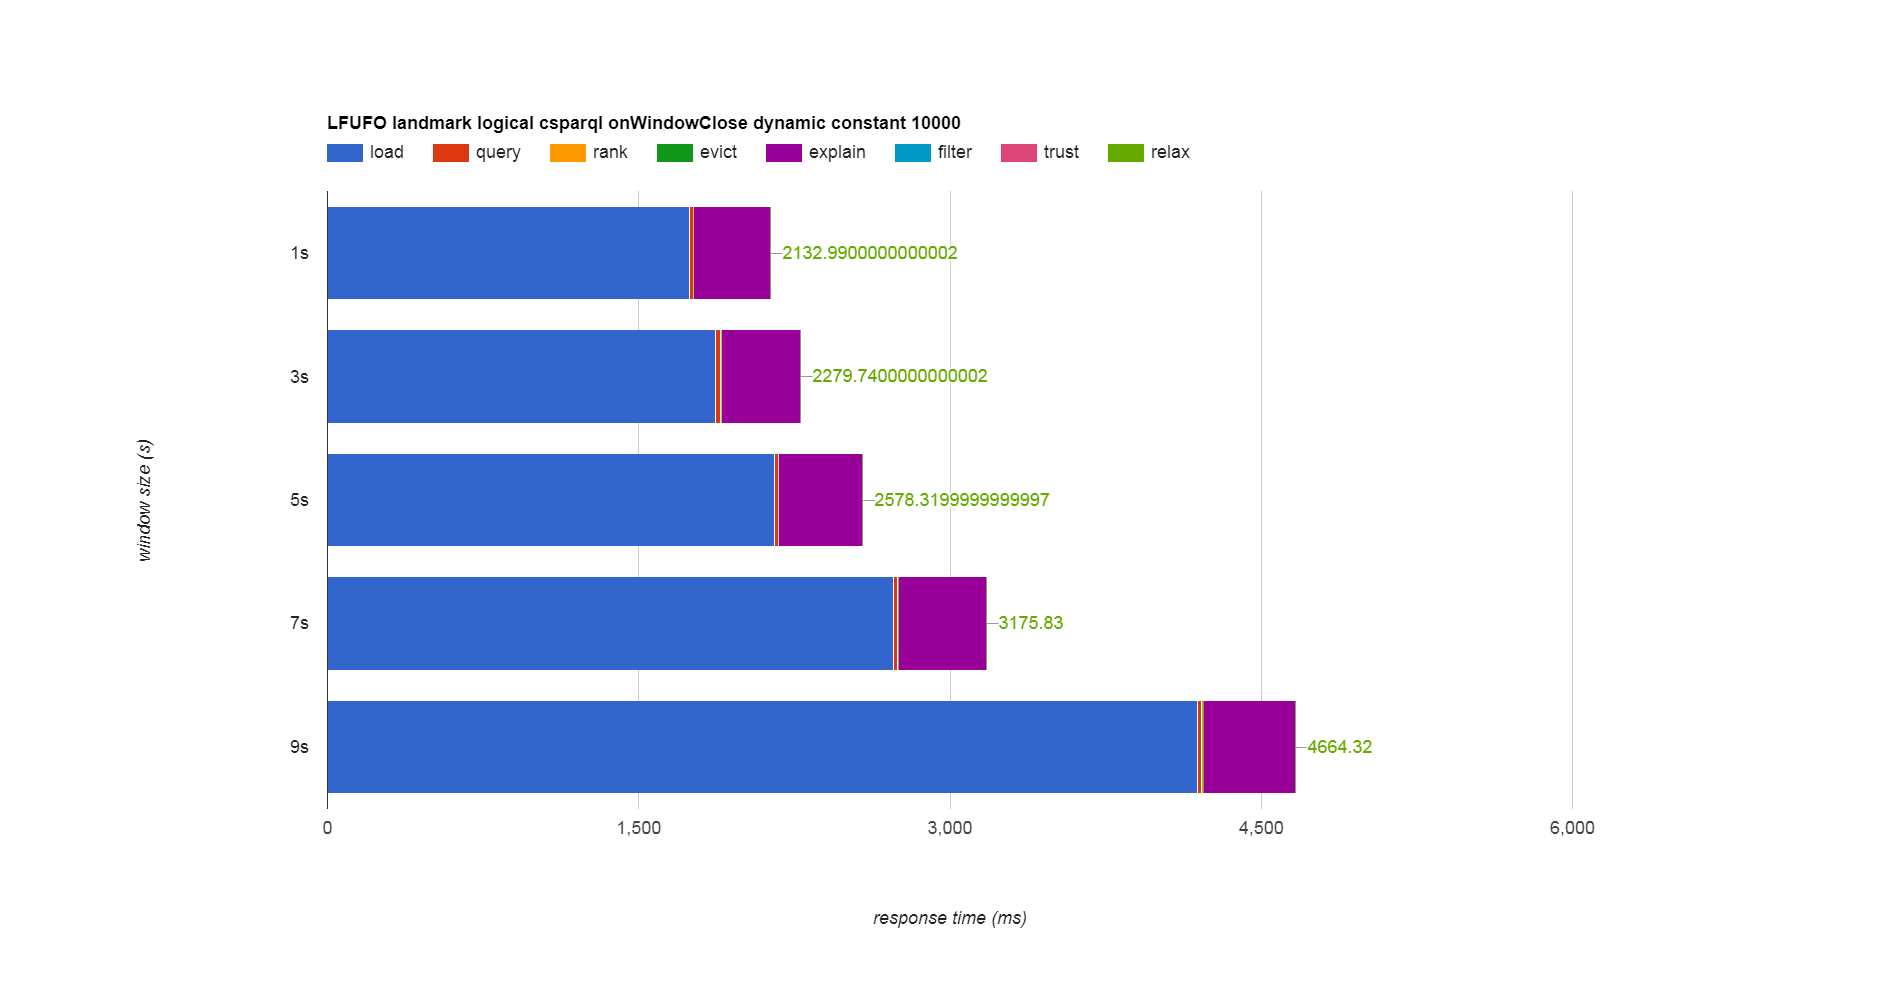 LFUFO landmark logical csparql onWindowClose dynamic constant 10000
load query rank evict explain filter trust relax
1s 2132.9900000000002
3s 2279.7400000000002
5s 2578.3199999999997
7s 3175.83
9s 4664.32
window size (s)
0 1,500 3,000 4,500 6,000
response time (ms)